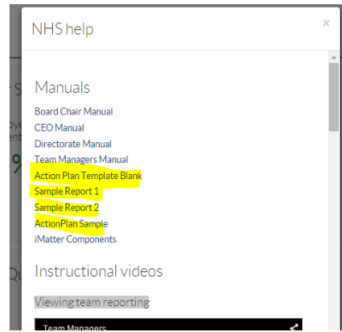 NHS help
×
Manuals
Board Chair Manual
CEO Manual
Directorate Manual
Team Managers Manual
Action Plan Template Blank
Sample Report 1
Sample Report 2
ActionPlan Sample
iMatter Components
Instructional videos
Viewing team reporting
Team Managers